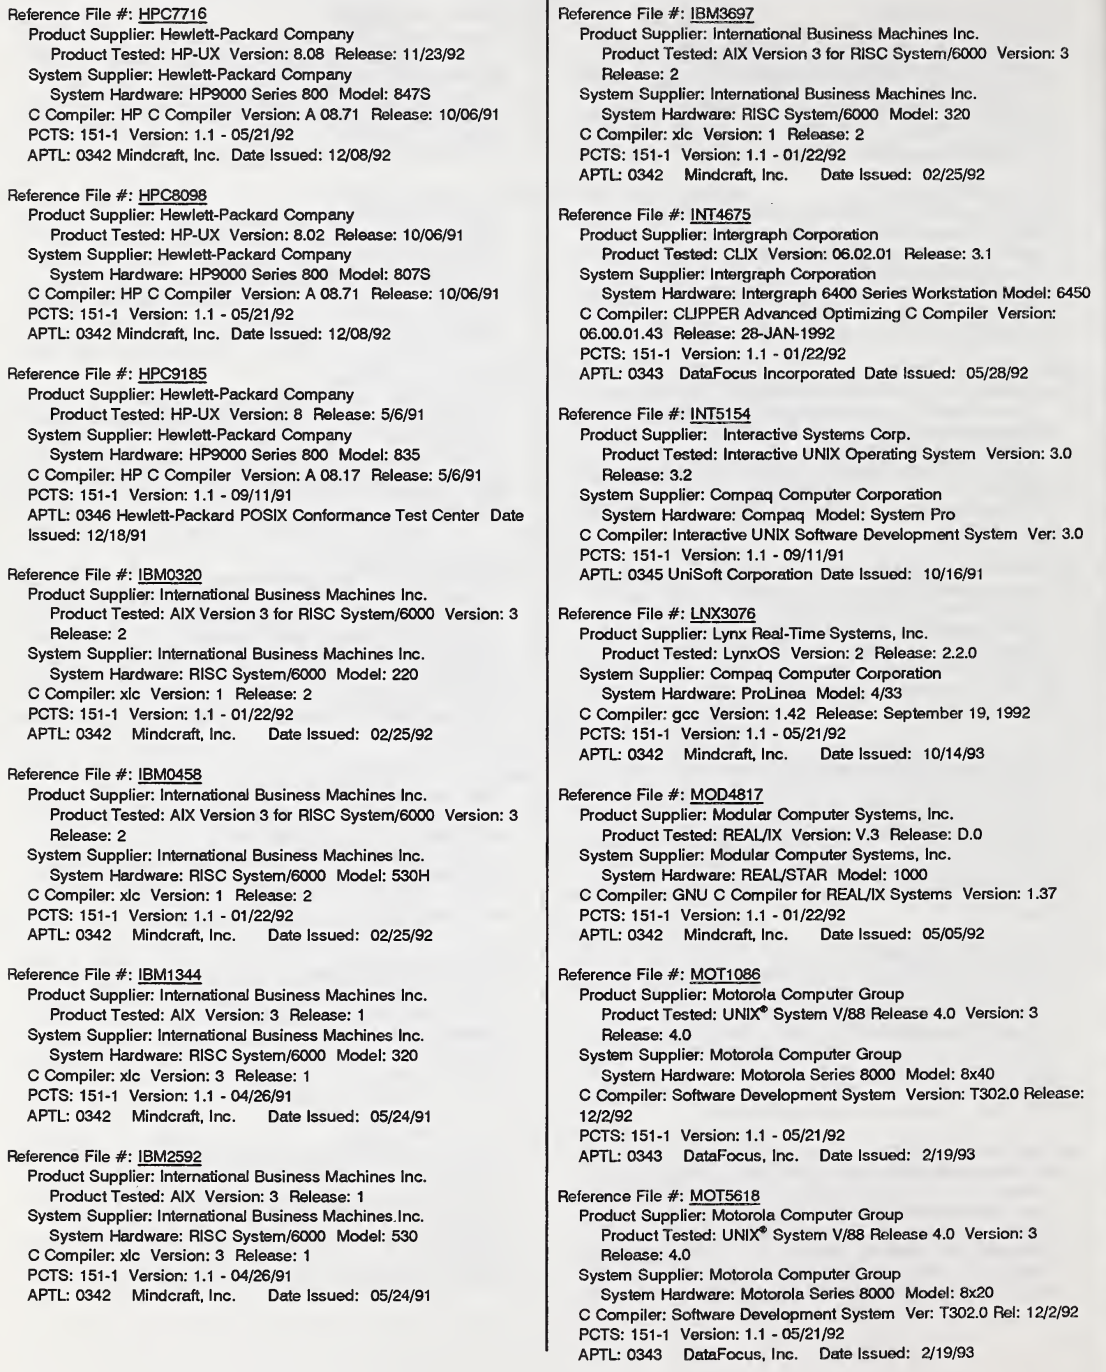 Reference File #: HPC7716
Product Supplier: Hewlett-Packard Company
Product Tested: HP-UX Version: 8.08 Release: 11/23/92
System Supplier: Hewlett-Packard Company
System Hardware: HP9000 Series 800 Model: 847S
C Compiler: HP C Compiler Version: A 08.71 Release: 10/06/91
PCTS: 151-1 Version: 1.1 - 05/21/92
APTL: 0342 Mindcraft, Inc. Date Issued: 12/08/92
Reference File #: HPC8098
Product Supplier: Hewlett-Packard Company
Product Tested: HP-UX Version: 8.02 Release: 10/06/91
System Supplier: Hewlett-Packard Company
System Hardware: HP9000 Series 800 Model: 807S
C Compiler: HP C Compiler Version: A 08.71 Release: 10/06/91
PCTS: 151-1 Version: 1.1 - 05/21/92
APTL: 0342 Mindcraft, Inc. Date Issued: 12/08/92
Reference File #: HPC9185
Product Supplier: Hewlett-Packard Company
Product Tested: HP-UX Version: 8 Release: 5/6/91
System Supplier: Hewlett-Packard Company
System Hardware: HP9000 Series 800 Model: 835
C Compiler: HP C Compiler Version: A 08.17 Release: 5/6/91
PCTS: 151-1 Version: 1.1 - 09/11/91
APTL: 0346 Hewlett-Packard POSIX Conformance Test Center Date
Issued: 12/18/91
Reference File #: IBM0320
Product Supplier: International Business Machines Inc.
Product Tested: AIX Version 3 for RISC System/6000 Version: 3
Release: 2
System Supplier: International Business Machines Inc.
System Hardware: RISC System/6000 Model: 220
C Compiler: xlc Version: 1 Release: 2
PCTS: 151-1 Version: 1.1 - 01/22/92
APTL: 0342 Mindcraft, Inc. Date Issued: 02/25/92
Reference File #: IBM0458
Product Supplier: International Business Machines Inc.
Product Tested: AIX Version 3 for RISC System/6000 Version: 3
Release: 2
System Supplier: International Business Machines Inc.
System Hardware: RISC System/6000 Model: 530H
C Compiler: xlc Version: 1 Release: 2
PCTS: 151-1 Version: 1.1 - 01/22/92
APTL: 0342 Mindcraft, Inc. Date Issued: 02/25/92
Reference File #: IBM1344
Product Supplier: International Business Machines Inc.
Product Tested: AIX Version: 3 Release: 1
System Supplier: International Business Machines Inc.
System Hardware: RISC System/6000 Model: 320
C Compiler: xlc Version: 3 Release: 1
PCTS: 151-1 Version: 1.1 - 04/26/91
APTL: 0342 Mindcraft, Inc. Date Issued: 05/24/91
Reference File #: IBM2592
Product Supplier: International Business Machines Inc.
Product Tested: AIX Version: 3 Release: 1
System Supplier: International Business Machines.Inc.
System Hardware: RISC System/6000 Model: 530
C Compiler: xlc Version: 3 Release: 1
PCTS: 151-1 Version: 1.1 - 04/26/91
APTL: 0342 Mindcraft, Inc. Date Issued: 05/24/91
Reference File #: IBM3697
Product Supplier: International Business Machines Inc.
Product Tested: AIX Version 3 for RISC System/6000 Version: 3
Release: 2
System Supplier: International Business Machines Inc.
System Hardware: RISC System/6000 Model: 320
C Compiler: xlc Version: 1 Release: 2
PCTS: 151-1 Version: 1.1 - 01/22/92
APTL: 0342 Mindcraft, Inc. Date Issued: 02/25/92
Reference File #: INT4675
Product Supplier: Intergraph Corporation
Product Tested: CLIX Version: 06.02.01 Release: 3.1
System Supplier: Intergraph Corporation
System Hardware: Intergraph 6400 Series Workstation Model: 6450
C Compiler: CLIPPER Advanced Optimizing C Compiler Version:
06.00.01.43 Release: 28-JAN-1992
PCTS: 151-1 Version: 1.1 - 01/22/92
APTL: 0343 DataFocus Incorporated Date Issued: 05/28/92
Reference File #: INT5154
Product Supplier: Interactive Systems Corp.
Product Tested: Interactive UNIX Operating System Version: 3.0
Release: 3.2
System Supplier: Compaq Computer Corporation
System Hardware: Compaq Model: System Pro
C Compiler: Interactive UNIX Software Development System Ver: 3.0
PCTS: 151-1 Version: 1.1 - 09/11/91
APTL: 0345 UniSoft Corporation Date Issued: 10/16/91
Reference File #: LNX3076
Product Supplier: Lynx Real-Time Systems, Inc.
Product Tested: LynxOS Version: 2 Release: 2.2.0
System Supplier: Compaq Computer Corporation
System Hardware: ProLinea Model: 4/33
C Compiler: gcc Version: 1.42 Release: September 19, 1992
PCTS: 151-1 Version: 1.1 - 05/21/92
APTL: 0342 Mindcraft, Inc. Date Issued: 10/14/93
Reference File #: MOD4817
Product Supplier: Modular Computer Systems, Inc.
Product Tested: REAL/IX Version: V.3 Release: D.0
System Supplier: Modular Computer Systems, Inc.
System Hardware: REAL/STAR Model: 1000
C Compiler: GNU C Compiler for REAL/IX Systems Version: 1.37
PCTS: 151-1 Version: 1.1 - 01/22/92
APTL: 0342 Mindcraft, Inc. Date Issued: 05/05/92
Reference File #: MOT1086
Product Supplier: Motorola Computer Group
Product Tested: UNIX® System V/88 Release 4.0 Version: 3
Release: 4.0
System Supplier: Motorola Computer Group
System Hardware: Motorola Series 8000 Model: 8x40
C Compiler: Software Development System Version: T302.0 Release:
12/2/92
PCTS: 151-1 Version: 1.1 - 05/21/92
APTL: 0343 DataFocus, Inc. Date Issued: 2/19/93
Reference File #: MOT5618
Product Supplier: Motorola Computer Group
Product Tested: UNIX® System V/88 Release 4.0 Version: 3
Release: 4.0
System Supplier: Motorola Computer Group
System Hardware: Motorola Series 8000 Model: 8x20
C Compiler: Software Development System Ver: T302.0 Rel: 12/2/92
PCTS: 151-1 Version: 1.1 - 05/21/92
APTL: 0343 DataFocus, Inc. Date Issued: 2/19/93